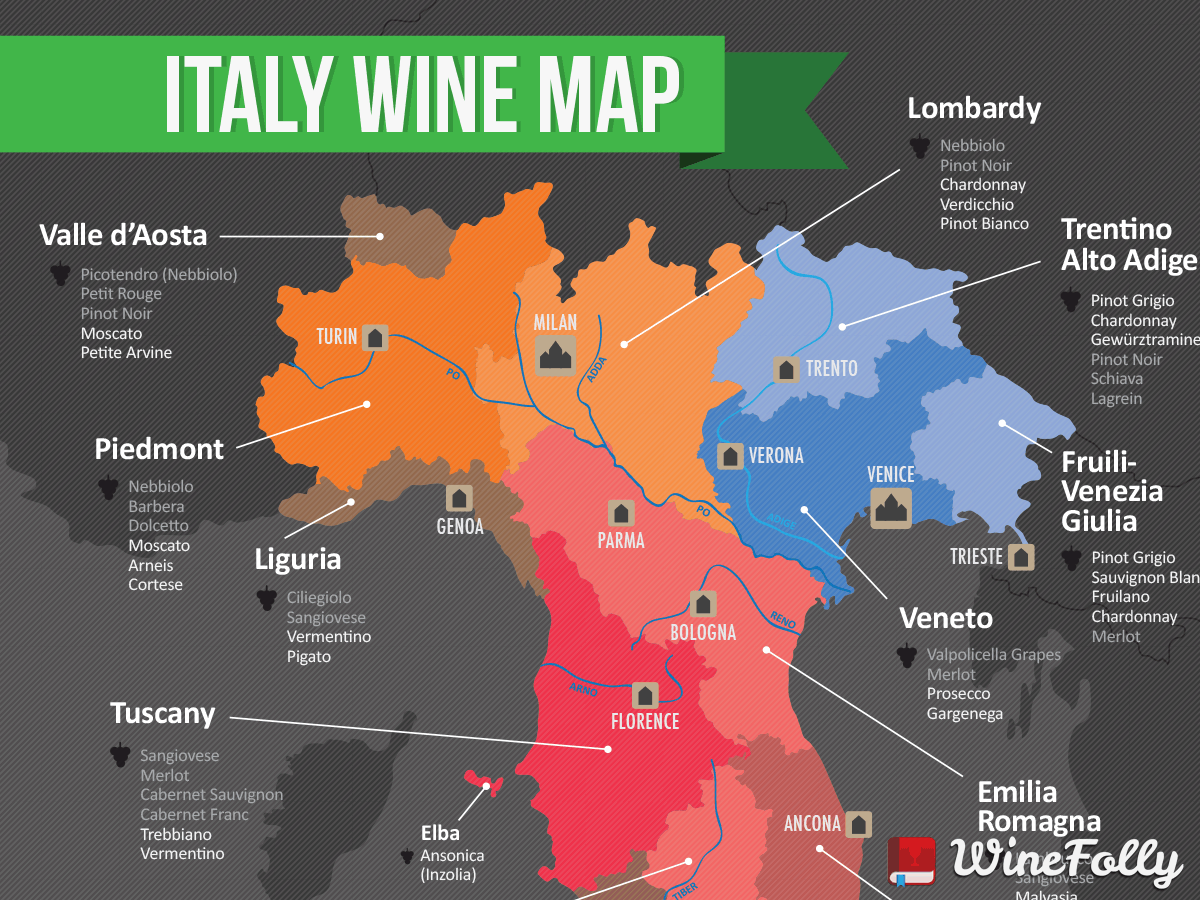 ITALY WINE MAP
Lombardy
Nebbiolo
Pinot Noir
Chardonnay
Verdicchio
Pinot Bianco
Valle d'Aosta
Picotendro (Nebbiolo)
Petit Rouge
Pinot Noir
Moscato
Petite Arvine
Trentino
Alto Adige
Pinot Grigio
Chardonnay
Gewürztramine
Pinot Noir
Schiava
Lagrein
TURIN
MILAN
ADDA
PO
TRENTO
Piedmont
Nebbiolo
Barbera
Dolcetto
Moscato
Arneis
Cortese
VERONA
VENICE
ADIGE
Fruili-
Venezia
Giulia
Pinot Grigio
Sauvignon Blan
Fruilano
Chardonnay
Merlot
GENOA
PARMA
PO
TRIESTE
Liguria
Ciliegiolo
Sangiovese
Vermentino
Pigato
BOLOGNA
RENO
Veneto
Valpolicella Grapes
Merlot
Prosecco
Gargenega
ARNO
FLORENCE
Tuscany
Sangiovese
Merlot
Cabernet Sauvignon
Cabernet Franc
Trebbiano
Vermentino
Elba
Ansonica
(Inzolia)
ANCONA
TIBER
Emilia
Romagna
WineFolly
Sangiovese
Malvasia